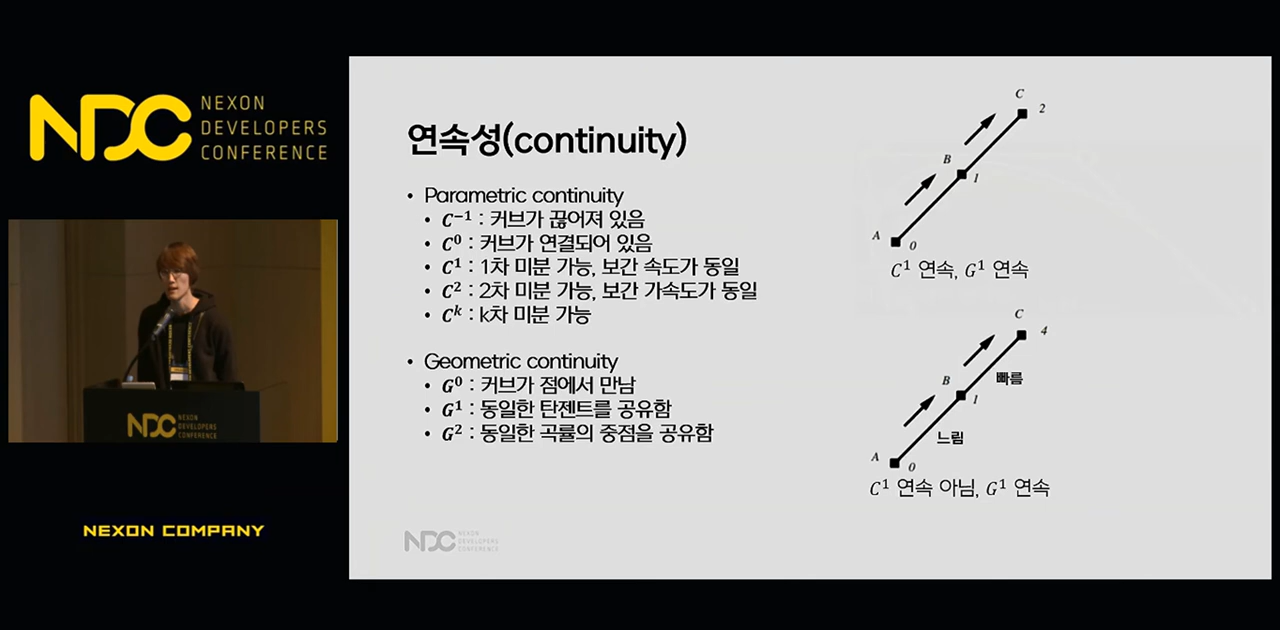 NDC
NEXON
DEVELOPERS
CONFERENCE
NDC
NEXON
DEVELOPERS
CONFERENCE
NEXON COMPANY
연속성(continuity)
• Parametric continuity
• C⁻¹ : 커브가 끊어져 있음
• C⁰ : 커브가 연결되어 있음
• C¹ : 1차 미분 가능, 보간 속도가 동일
• C² : 2차 미분 가능, 보간 가속도가 동일
• Cᵏ : k차 미분 가능
• Geometric continuity
• G⁰ : 커브가 점에서 만남
• G¹ : 동일한 탄젠트를 공유함
• G² : 동일한 곡률의 중점을 공유함
NDC
NEXON
DEVELOPERS
CONFERENCE
C
2
B
1
A
0
C¹ 연속, G¹ 연속
C
4
빠름
B
1
느림
A
0
C¹ 연속 아님, G¹ 연속